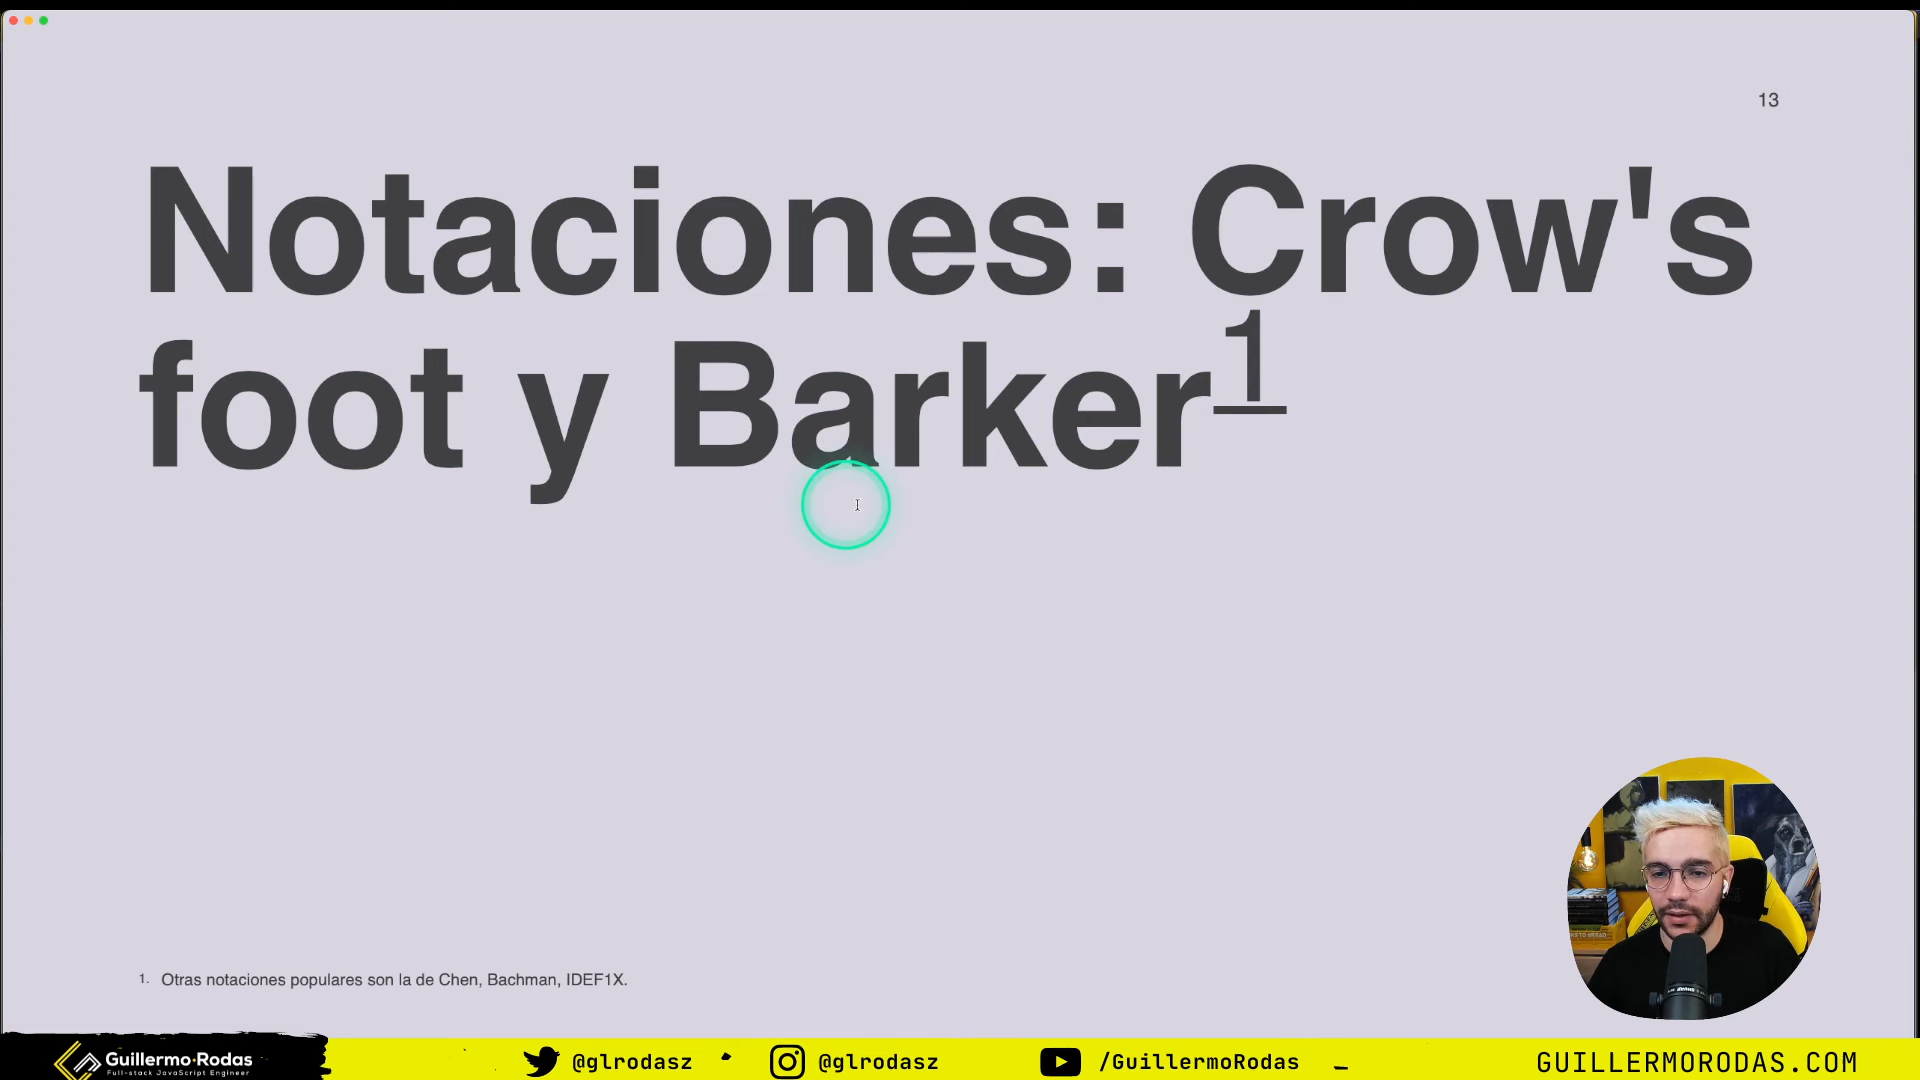 13
Notaciones: Crow's
foot y Barker1
1. Otras notaciones populares son la de Chen, Bachman, IDEF1X.
Guillermo Rodas
Full-stack JavaScript Engineer
@glrodasz
@glrodasz
/GuillermoRodas
GUILLERMORODAS.COM